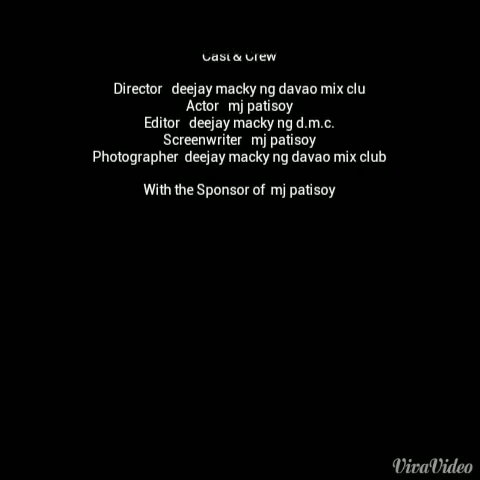 Cast & Crew
Director deejay macky ng davao mix clu
Actor mj patisoy
Editor deejay macky ng d.m.c.
Screenwriter mj patisoy
Photographer deejay macky ng davao mix club
With the Sponsor of mj patisoy
VivaVideo